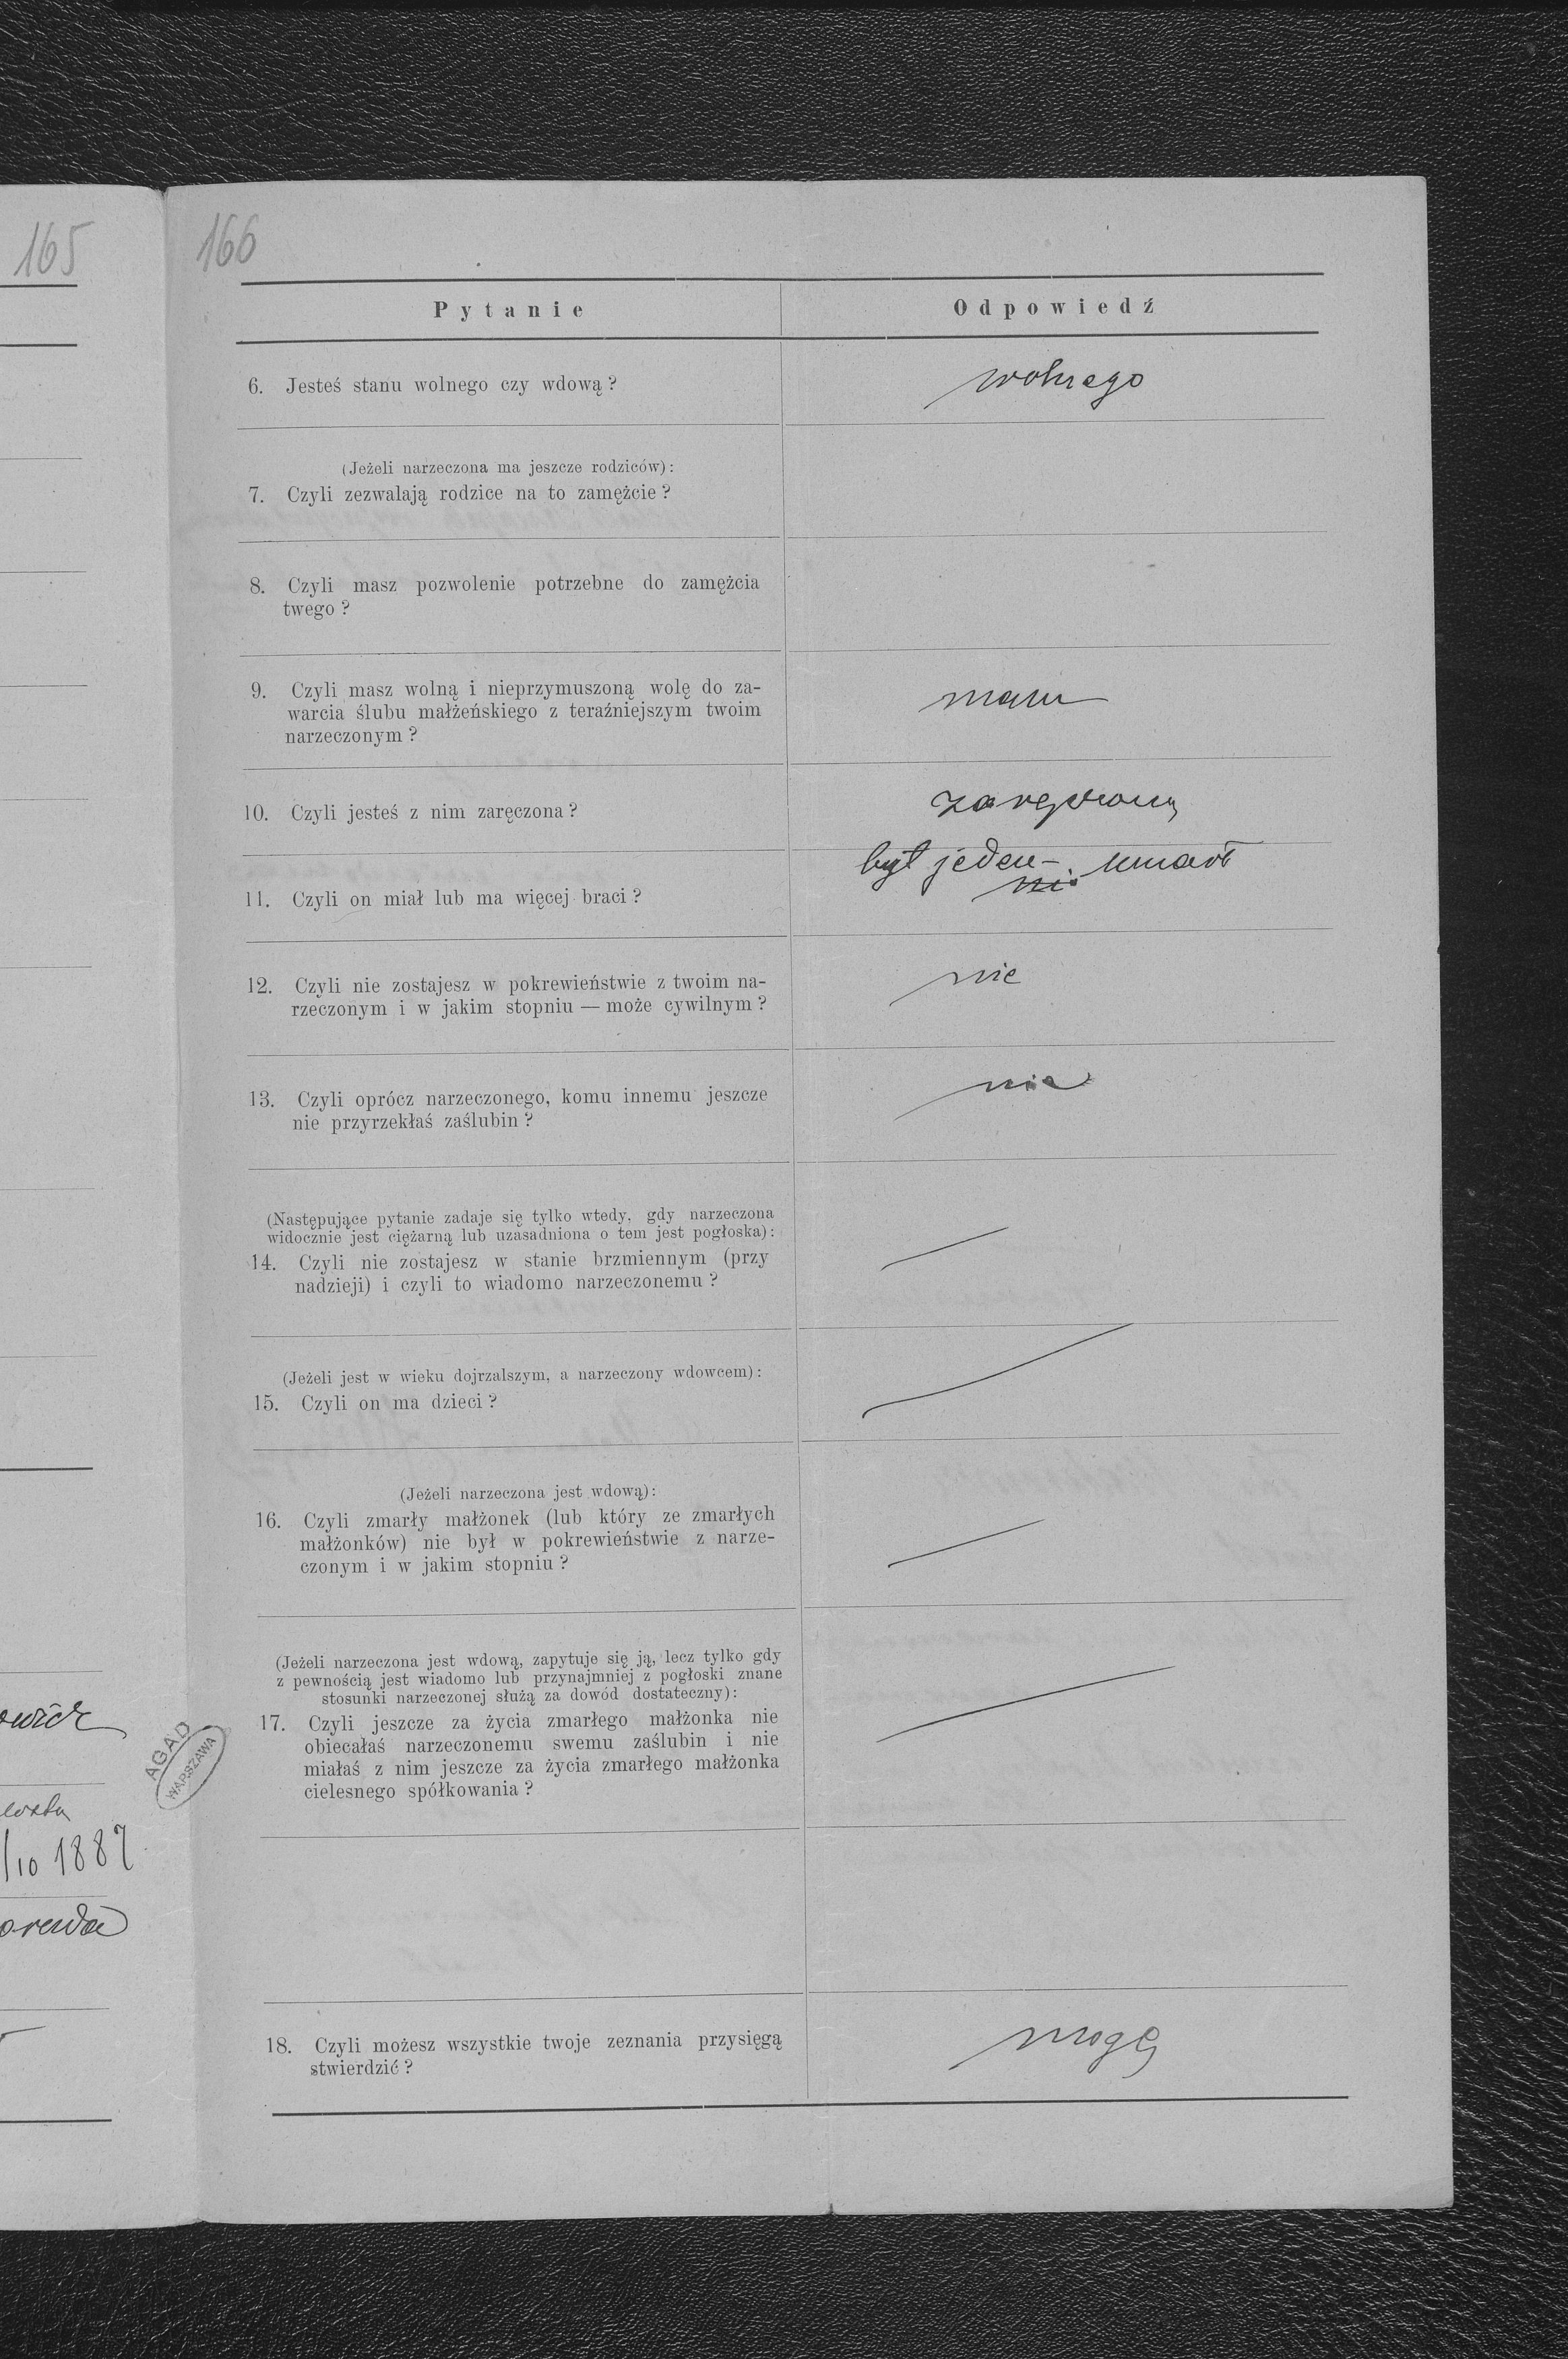 165
166
Pytanie
Odpowiedź
6. Jesteś stanu wolnego czy wdową?
wolnego
(Jeżeli narzeczona ma jeszcze rodziców):
7. Czyli zezwalają rodzice na to zamężcie?
8. Czyli masz pozwolenie potrzebne do zamężcia
twego?
9. Czyli masz wolną i nieprzymuszoną wolę do za-
warcia ślubu małżeńskiego z teraźniejszym twoim
narzeczonym?
mam
10. Czyli jesteś z nim zaręczona?
11. Czyli on miał lub ma więcej braci?
był jeden – umarł
12. Czyli nie zostajesz w pokrewieństwie z twoim na-
rzeczonym i w jakim stopniu — może cywilnym?
nie
13. Czyli oprócz narzeczonego, komu innemu jeszcze
nie przyrzekłaś zaślubin?
nie
(Następujące pytanie zadaje się tylko wtedy, gdy narzeczona
widocznie jest ciężarną lub uzasadniona o tem jest pogłoska):
14. Czyli nie zostajesz w stanie brzmiennym (przy
nadzieji) i czyli to wiadomo narzeczonemu?
(Jeżeli jest w wieku dojrzalszym, a narzeczony wdowcem):
15. Czyli on ma dzieci?
(Jeżeli narzeczona jest wdową):
16. Czyli zmarły małżonek (lub który ze zmarłych
małżonków) nie był w pokrewieństwie z narze-
czonym i w jakim stopniu?
(Jeżeli narzeczona jest wdową, zapytuje się ją, lecz tylko gdy
z pewnością jest wiadomo lub przynajmniej z pogłoski znane
stosunki narzeczonej służą za dowód dostateczny):
17. Czyli jeszcze za życia zmarłego małżonka nie
obiecałaś narzeczonemu swemu zaślubin i nie
miałaś z nim jeszcze za życia zmarłego małżonka
cielesnego spółkowania?
AGAD
WARSZAWA
/10 1887
18. Czyli możesz wszystkie twoje zeznania przysięgą
stwierdzić?
mogę